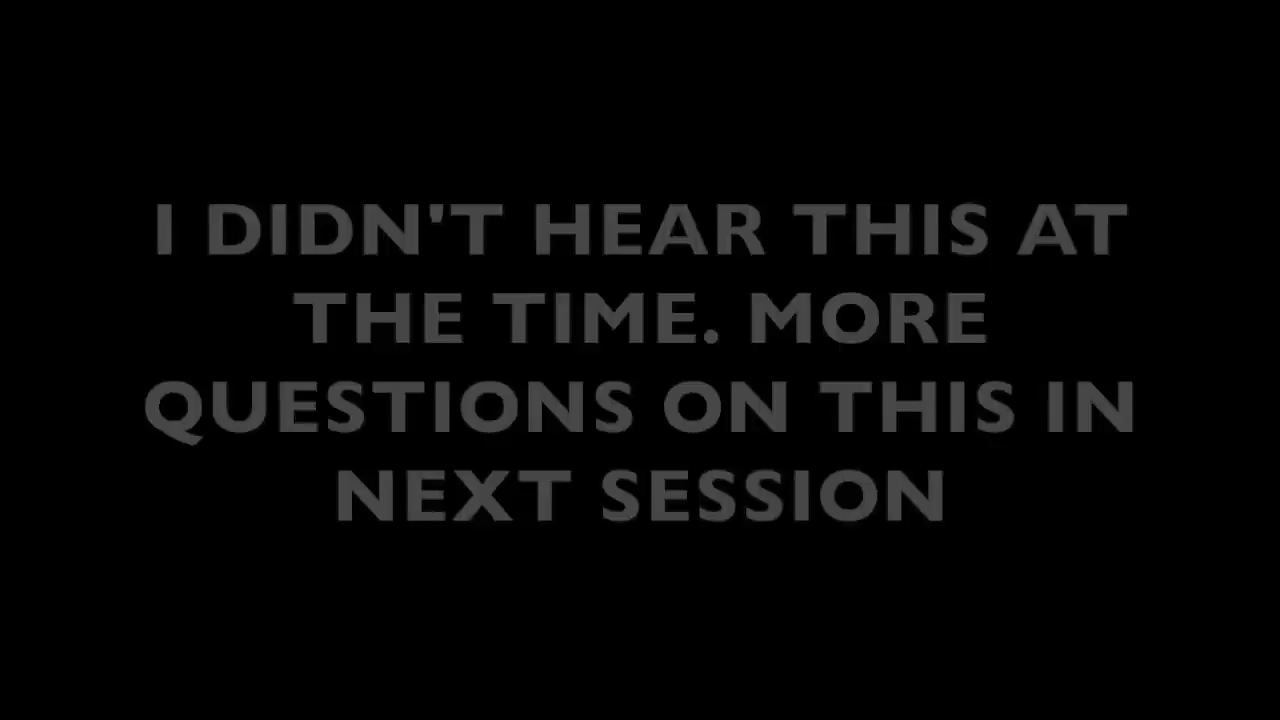 I DIDN'T HEAR THIS AT
THE TIME. MORE
QUESTIONS ON THIS IN
NEXT SESSION